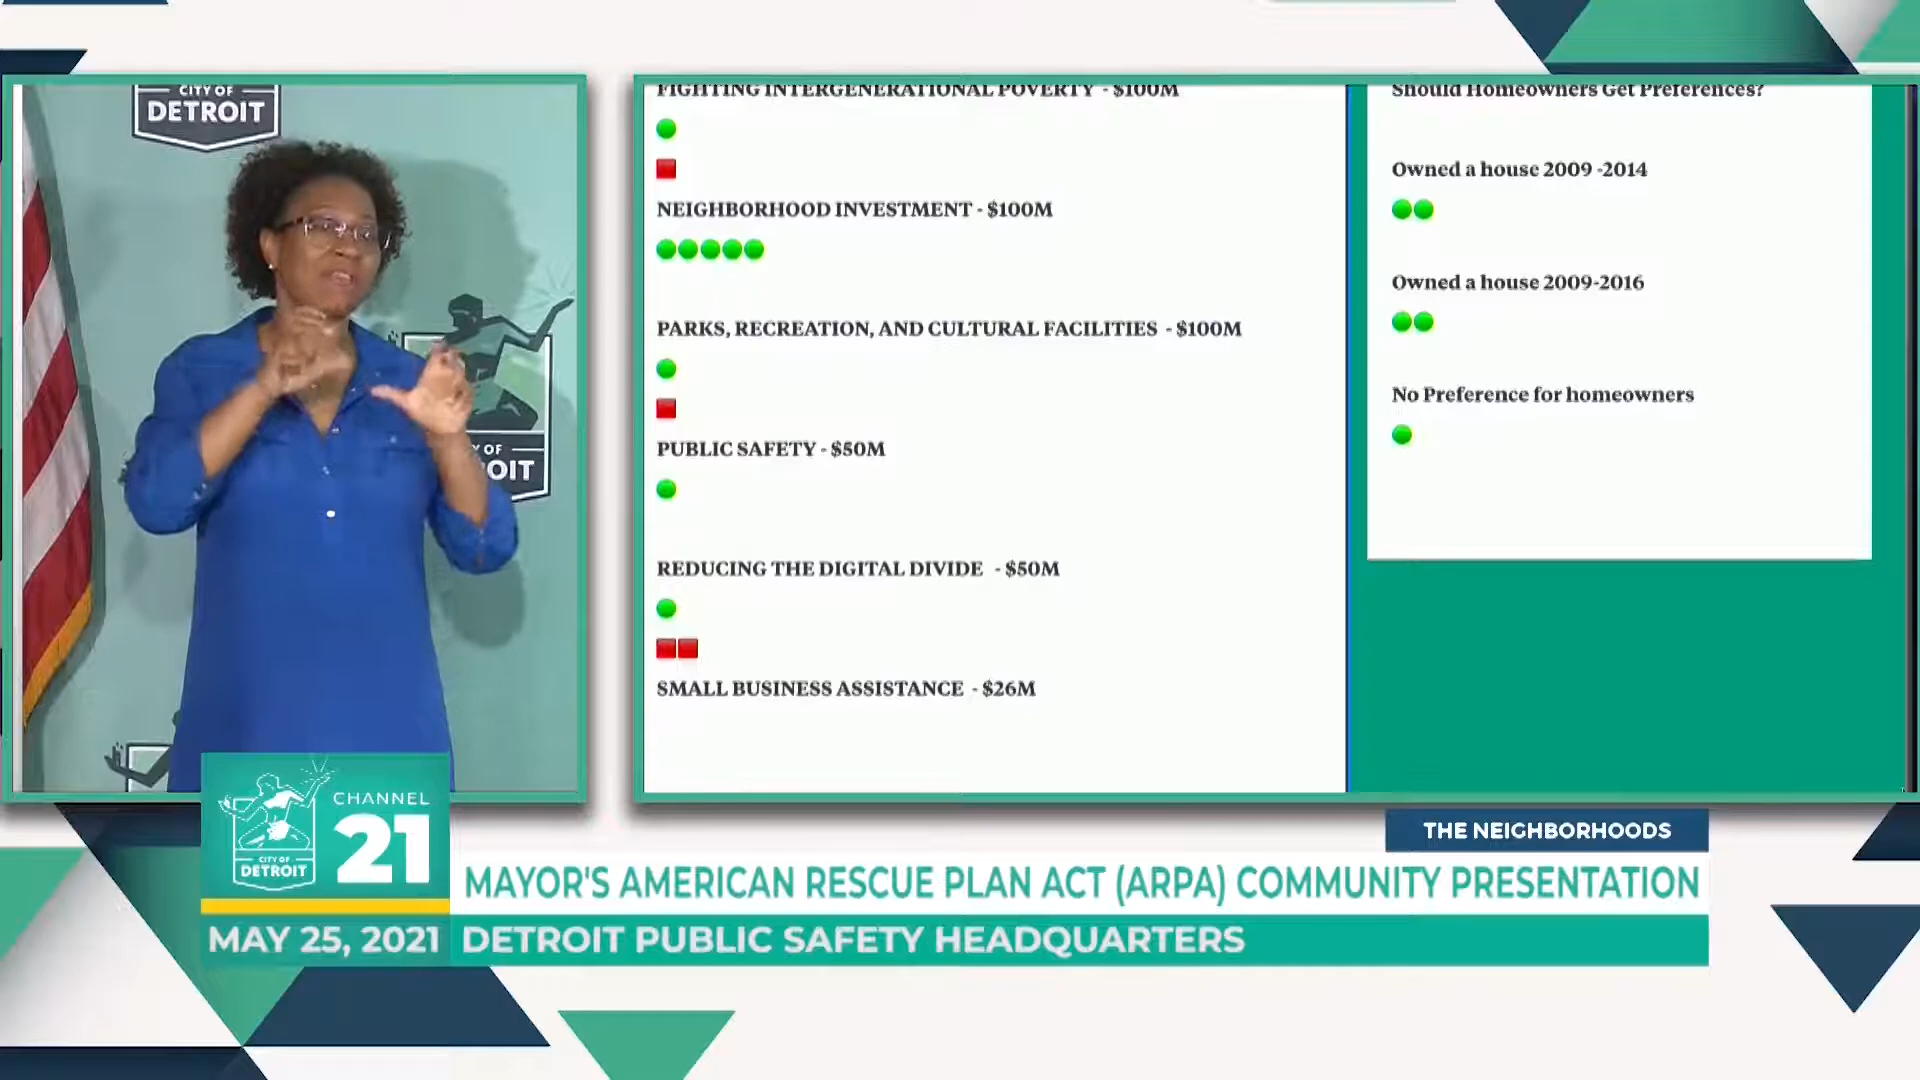 CITY OF
DETROIT
Y OF
OIT
FIGHTING INTERGENERATIONAL POVERTY - $100M
NEIGHBORHOOD INVESTMENT - $100M
PARKS, RECREATION, AND CULTURAL FACILITIES - $100M
PUBLIC SAFETY - $50M
REDUCING THE DIGITAL DIVIDE - $50M
SMALL BUSINESS ASSISTANCE - $26M
Should Homeowners Get Preferences?
Owned a house 2009 -2014
Owned a house 2009-2016
No Preference for homeowners
CHANNEL
21
CITY OF
DETROIT
THE NEIGHBORHOODS
MAYOR'S AMERICAN RESCUE PLAN ACT (ARPA) COMMUNITY PRESENTATION
MAY 25, 2021
DETROIT PUBLIC SAFETY HEADQUARTERS